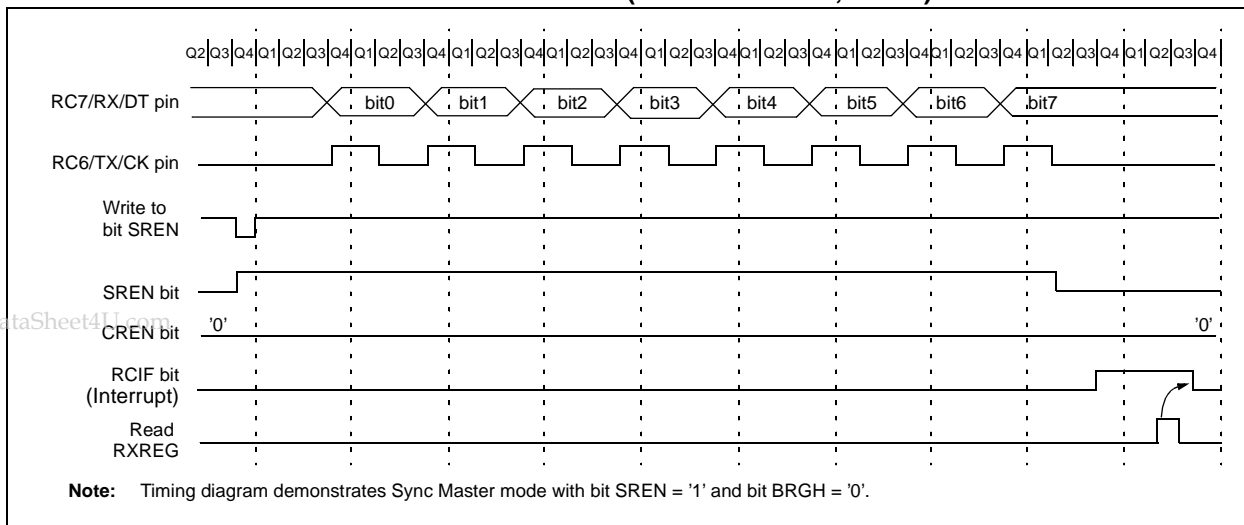 Q2 Q3 Q4 Q1 Q2 Q3 Q4 Q1 Q2 Q3 Q4 Q1 Q2 Q3 Q4 Q1 Q2 Q3 Q4 Q1 Q2 Q3 Q4 Q1 Q2 Q3 Q4 Q1 Q2 Q3 Q4 Q1 Q2 Q3 Q4 Q1 Q2 Q3 Q4 Q1 Q2 Q3 Q4
RC7/RX/DT pin bit0 bit1 bit2 bit3 bit4 bit5 bit6 bit7
RC6/TX/CK pin
Write to
bit SREN
SREN bit
ataSheet4U.com
CREN bit '0' '0'
RCIF bit
(Interrupt)
Read
RXREG
Note: Timing diagram demonstrates Sync Master mode with bit SREN = '1' and bit BRGH = '0'.